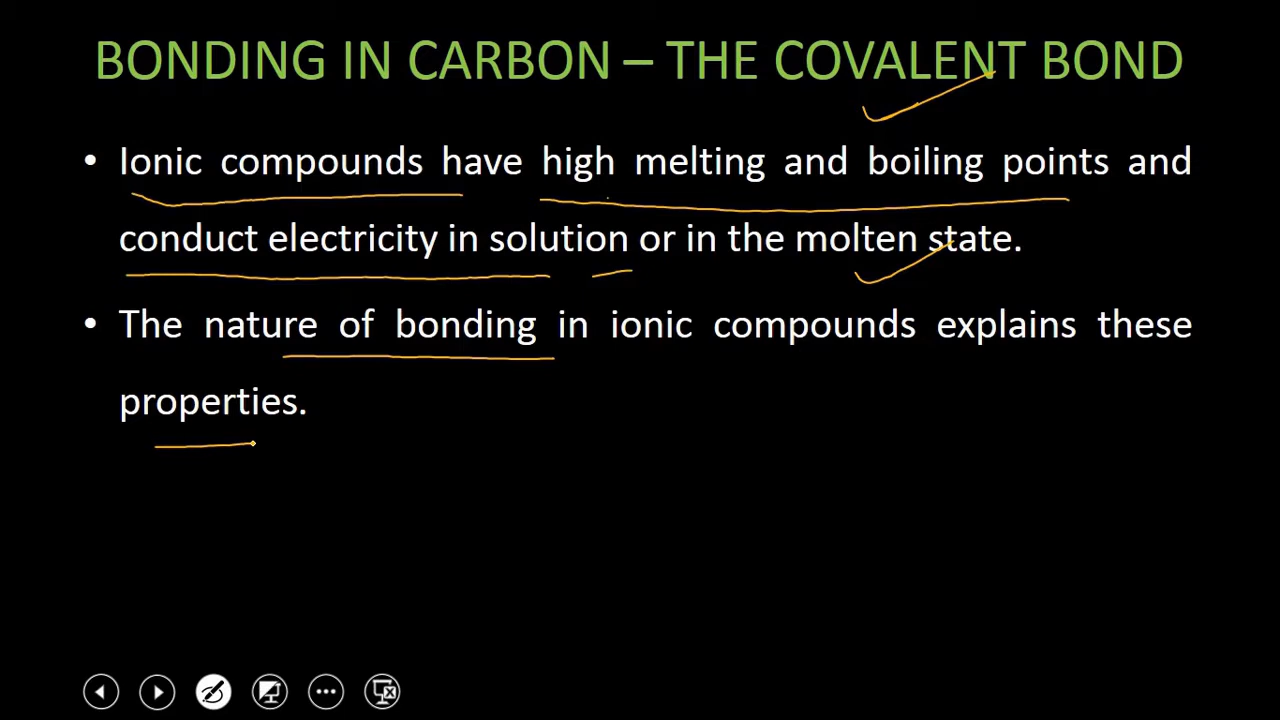 BONDING IN CARBON – THE COVALENT BOND
• Ionic compounds have high melting and boiling points and
conduct electricity in solution or in the molten state.
• The nature of bonding in ionic compounds explains these
properties.